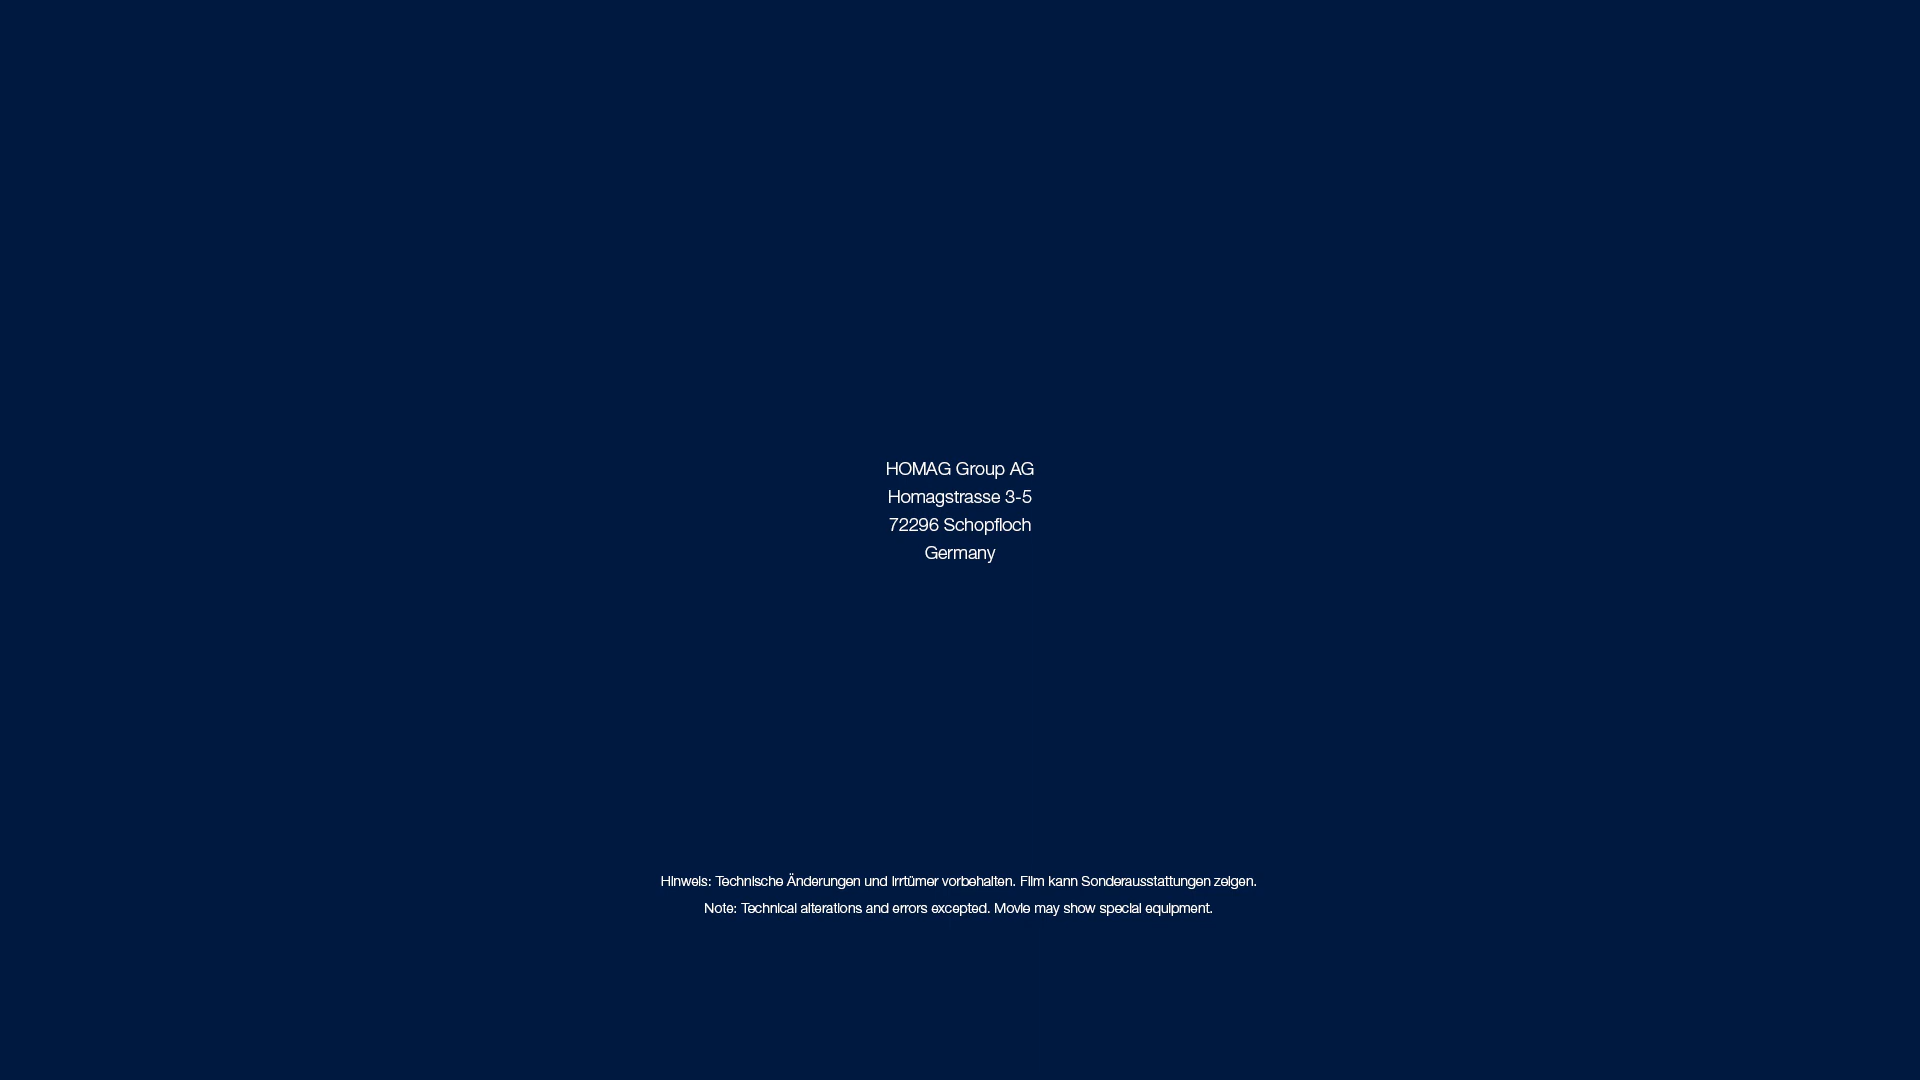 HOMAG Group AG
Homagstrasse 3-5
72296 Schopfloch
Germany
Hinweis: Technische Änderungen und Irrtümer vorbehalten. Film kann Sonderausstattungen zeigen.
Note: Technical alterations and errors excepted. Movie may show special equipment.